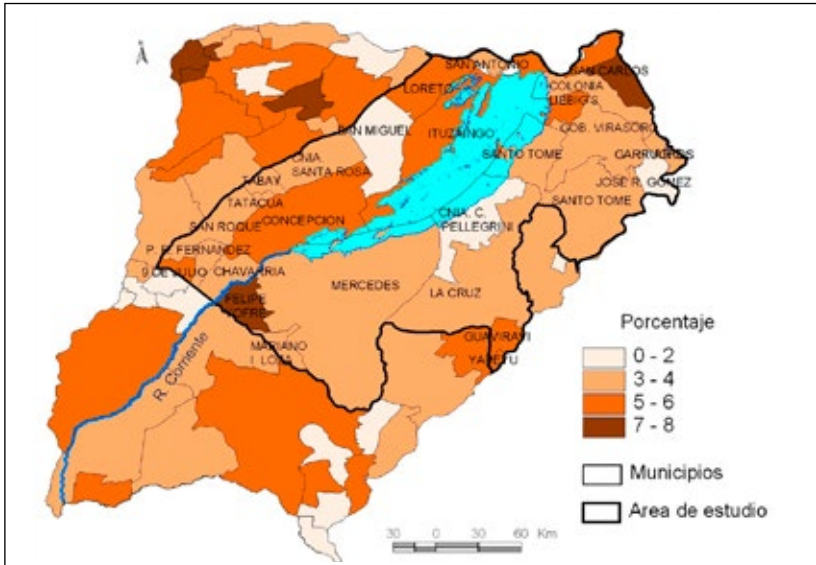 SAN ANTONIO
SAN CARLOS
LORETO
COLONIA
LIEBIG'S
SAN MIGUEL
ITUZAINGO
GOB. VIRASORO
SANTO TOME
GARRUCHOS
CNIA.
SANTA ROSA
JOSE R. GOMEZ
TABAY
SANTO TOME
TATACUA
CNIA. C.
PELLEGRINI
CONCEPCION
SAN ROQUE
P. R. FERNANDEZ
9 DE JULIO
CHAVARRIA
MERCEDES
LA CRUZ
FELIPE
YOFRE
GUAVIRAVI
YAPEYU
MARIANO
I. LOZA
R. Corriente
Porcentaje
0 - 2
3 - 4
5 - 6
7 - 8
Municipios
Area de estudio
30 0 30 60 Km